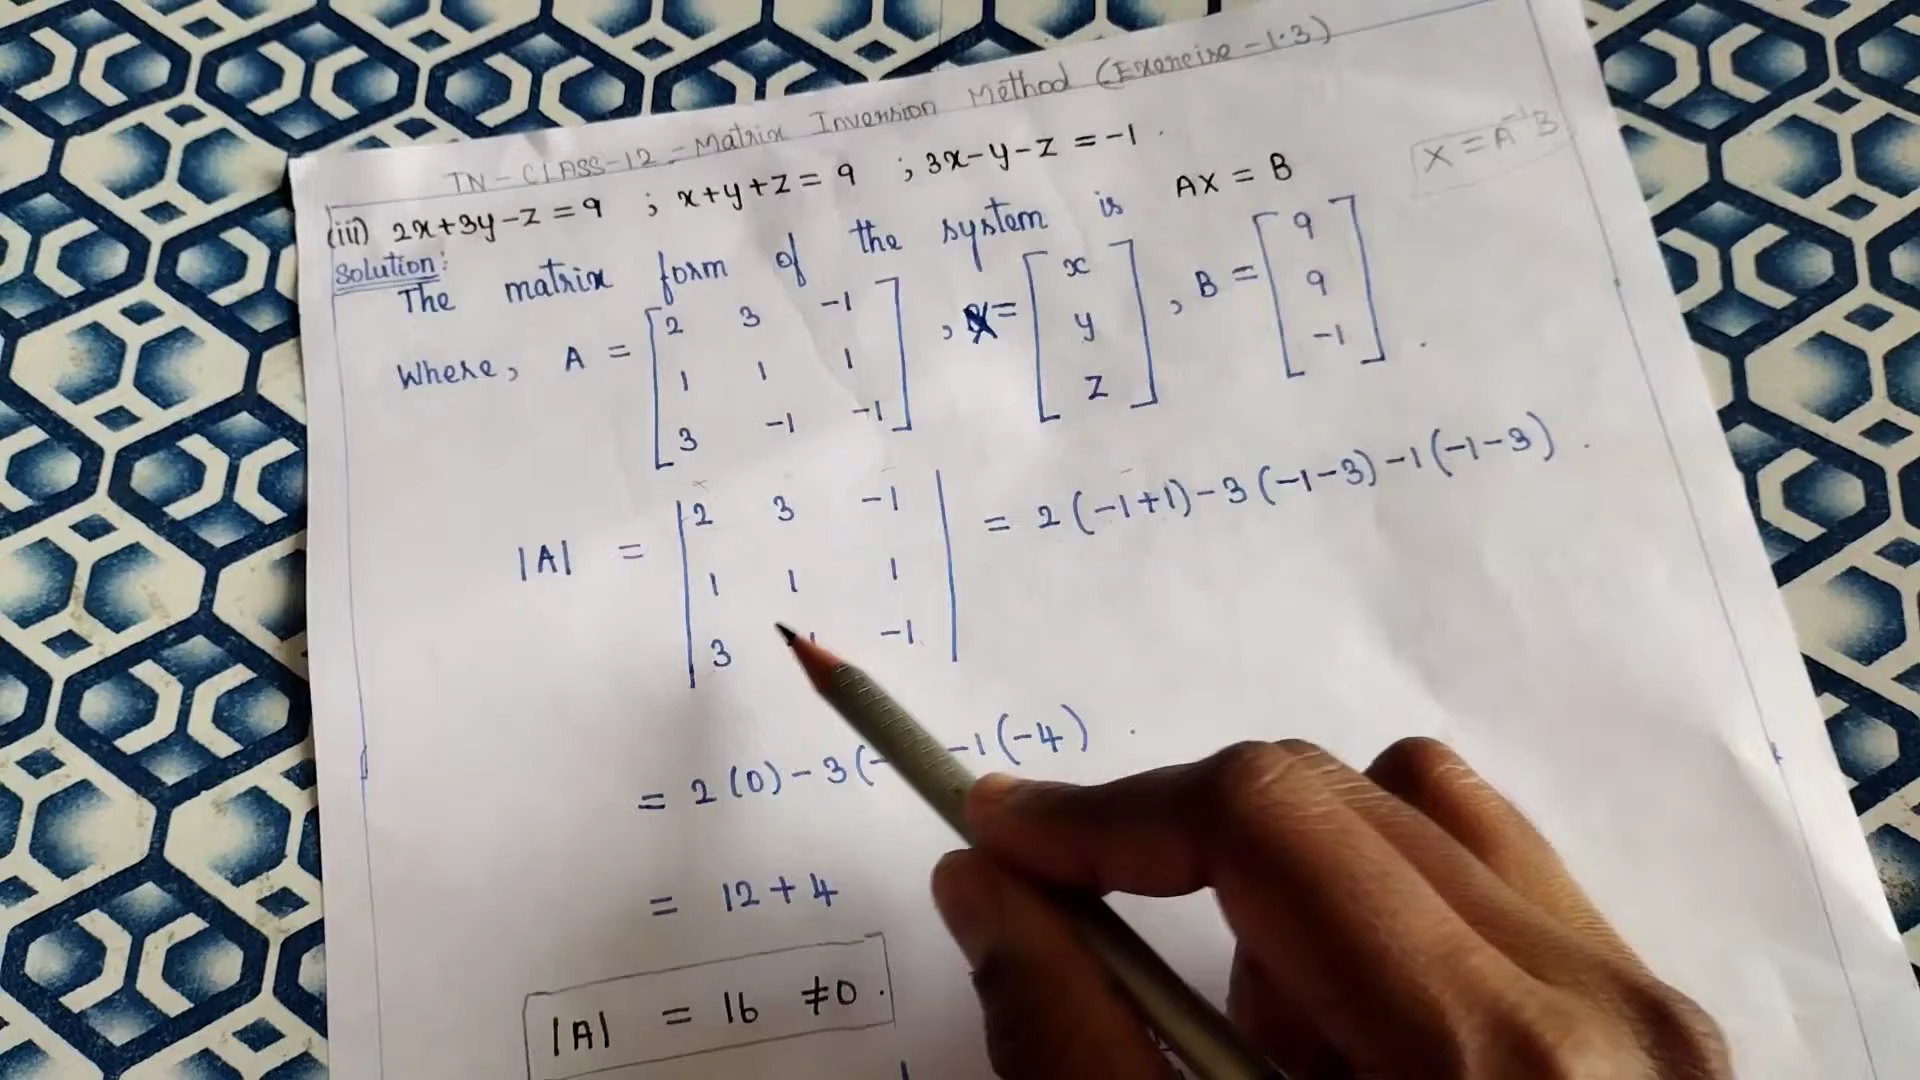 TN-CLASS-12-Matrix Inversion Method (Exercise-1.3)
(iii) 2x+3y-z=9 ; x+y+z=9 ; 3x-y-z=-1.
Solution:
The matrix form of the system is AX = B
X = A⁻¹B
Where, A = [2 3 -1
1 1 1
3 -1 -1]
, X = [x
y
z]
, B = [9
9
-1].
|A| = |2 3 -1
1 1 1
3 -1| = 2(-1+1)-3(-1-3)-1(-1-3).
= 2(0)-3(- -1(-4).
= 12+4
|A| = 16 ≠0.